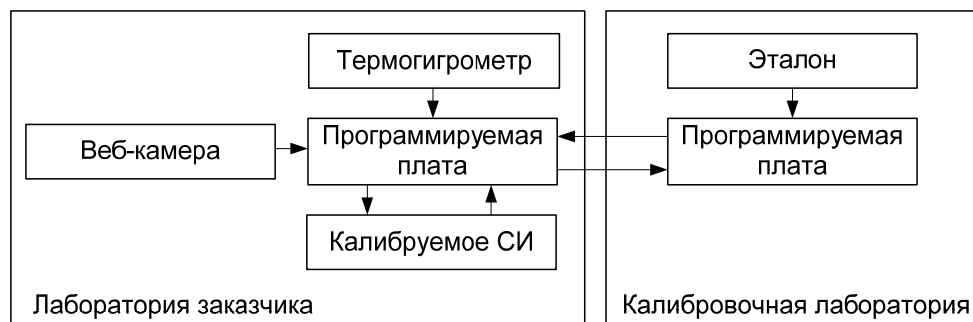 Термогигрометр
Эталон
Веб-камера
Программируемая
плата
Программируемая
плата
Калибруемое СИ
Лаборатория заказчика
Калибровочная лаборатория